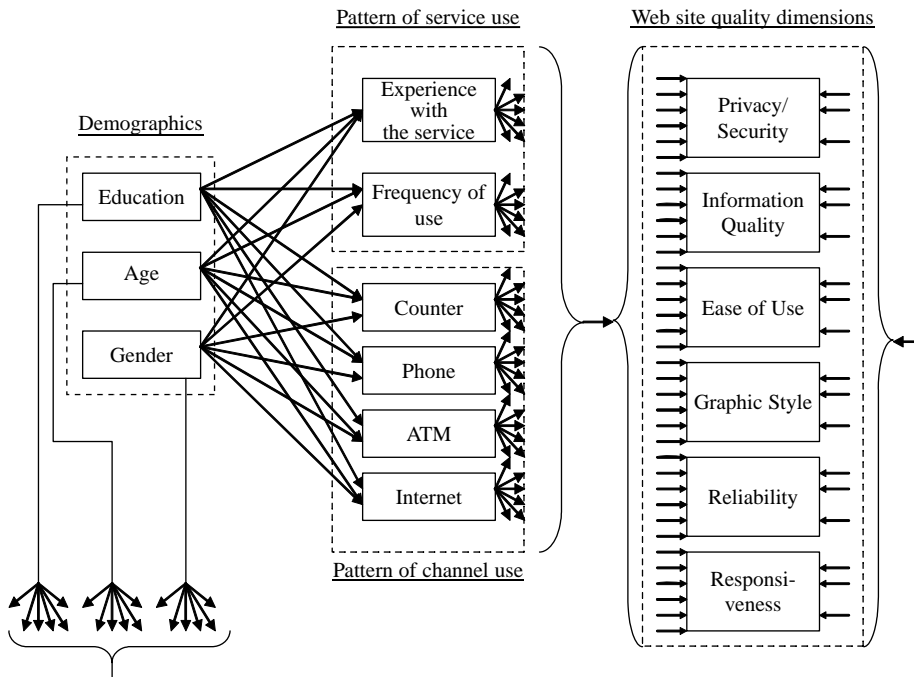 Demographics
Education
Age
Gender
Pattern of service use
Experience
with
the service
Frequency of
use
Counter
Phone
ATM
Internet
Pattern of channel use
Web site quality dimensions
Privacy/
Security
Information
Quality
Ease of Use
Graphic Style
Reliability
Responsi-
veness